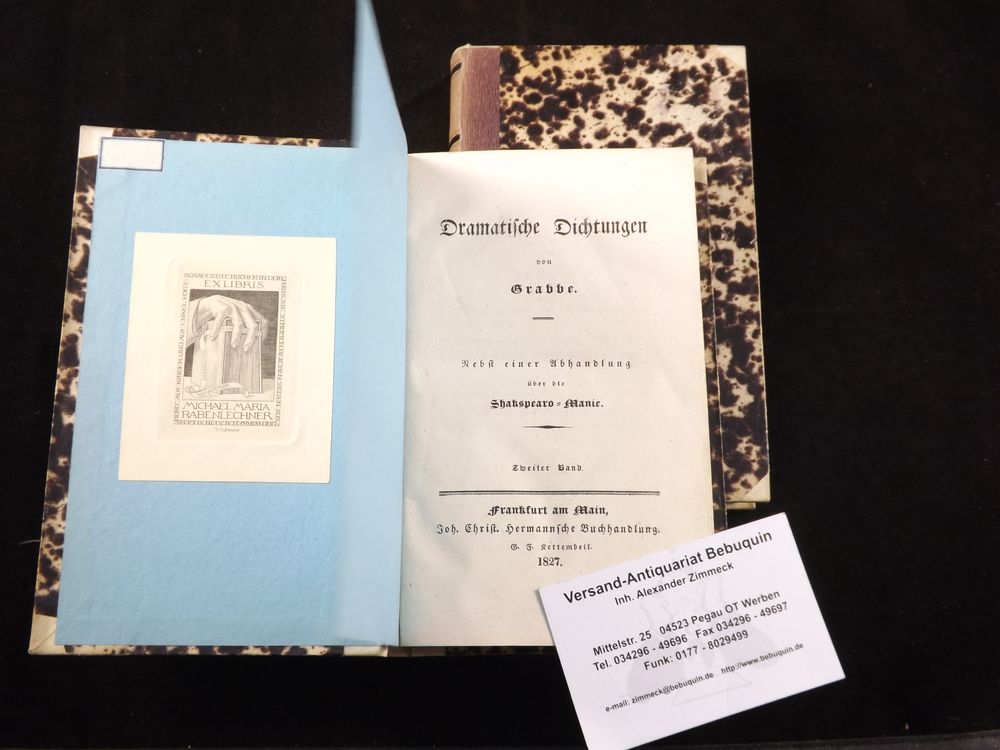 EXLIBRIS
MICHAEL MARIA
RABENLECHNER
Dramatische Dichtungen
von
Grabbe.
Nebst einer Abhandlung
über die
Shakspearo-Manie.
Zweiter Band.
Frankfurt am Main,
Joh. Christ. Hermannsche Buchhandlung.
G. F. Kettembeil.
1827.
Versand-Antiquariat Bebuquin
Inh. Alexander Zimmeck
Mittelstr. 25 04523 Pegau OT Werben
Tel. 034296 - 49696 Fax 034296 - 49697
Funk: 0177 - 8029499
e-mail: zimmeck@bebuquin.de http://www.bebuquin.de